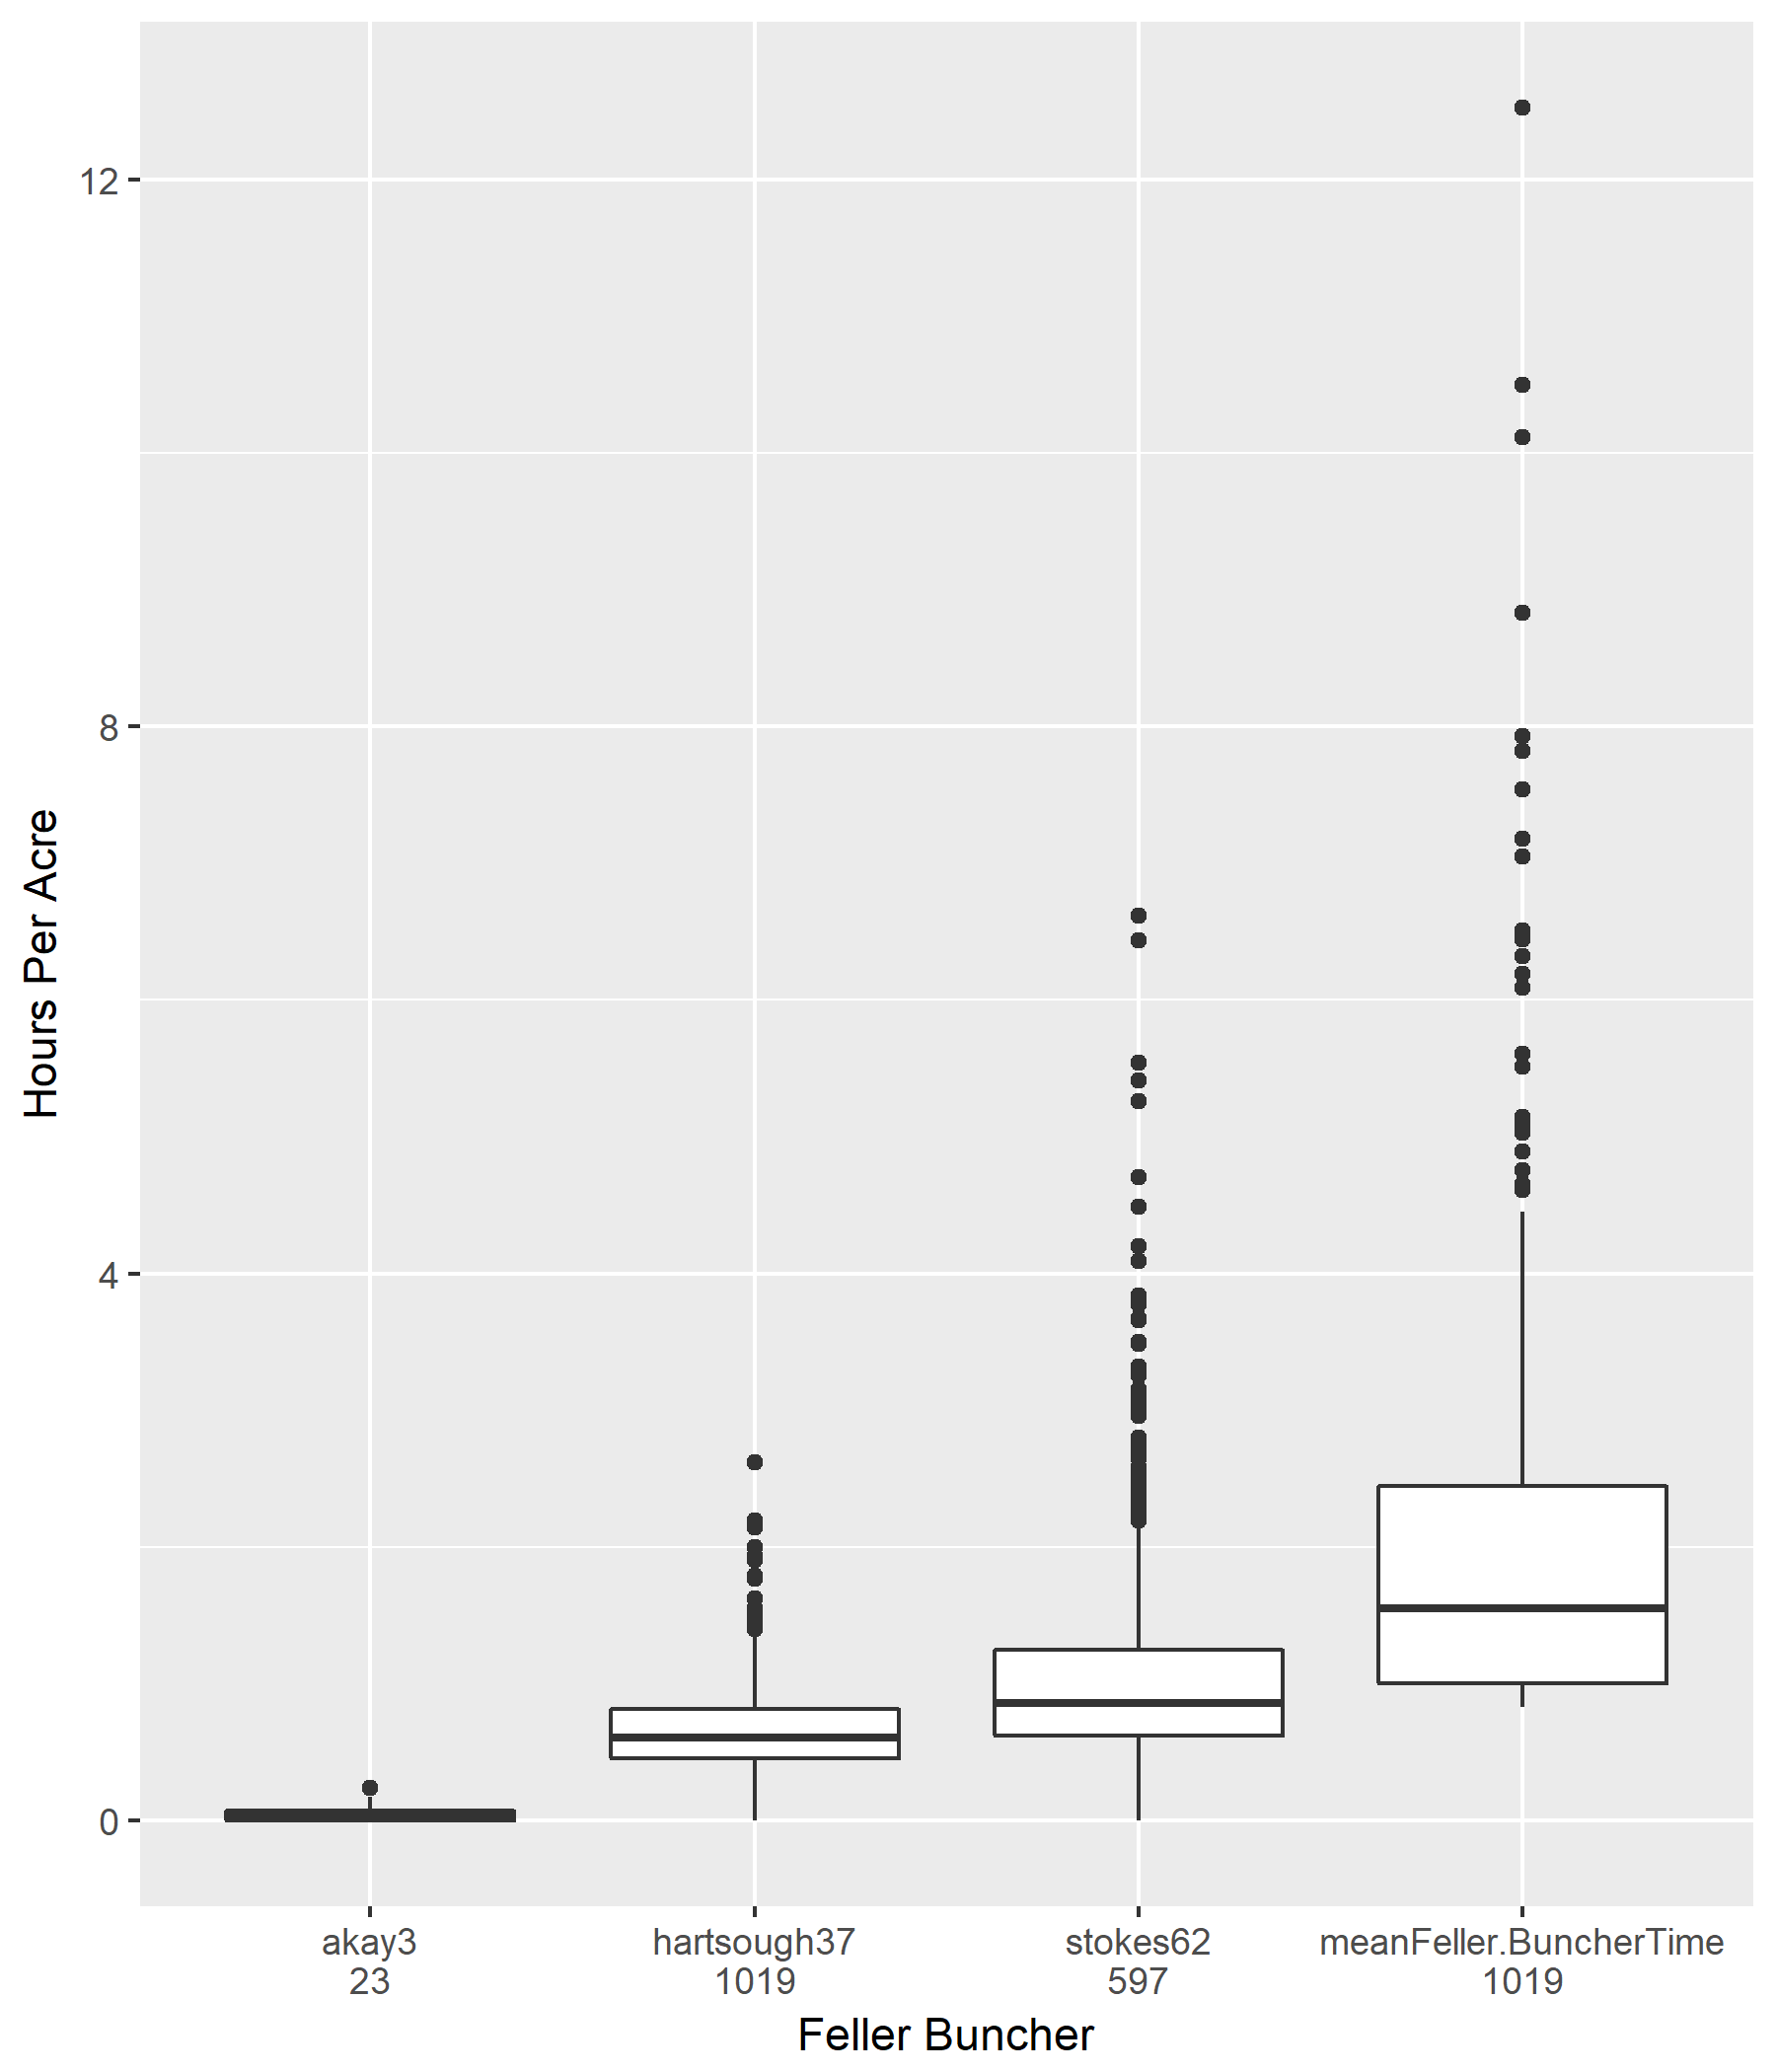 Hours Per Acre
12
8
4
0
akay3 hartsough37 stokes62 meanFeller.BuncherTime
23 1019 597 1019
Feller Buncher